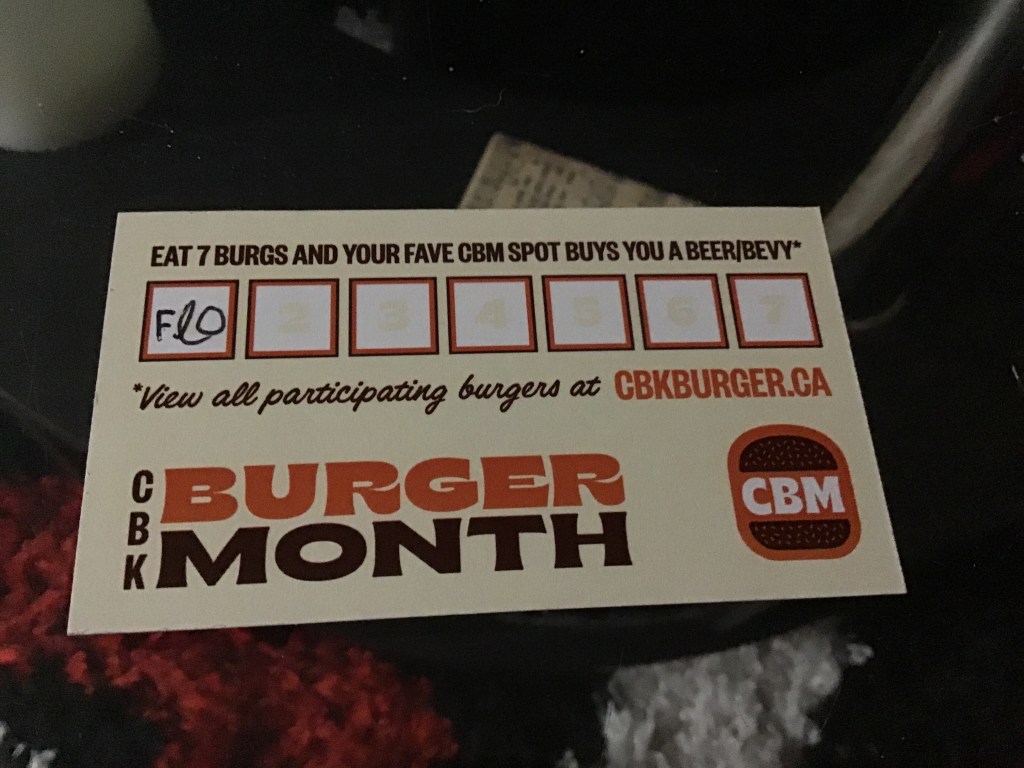 EAT 7 BURGS AND YOUR FAVE CBM SPOT BUYS YOU A BEER/BEVY*
Flo 2 3 4 5 6 7
*View all participating burgers at CBKBURGER.CA
CBK
BURGER
MONTH
CBM